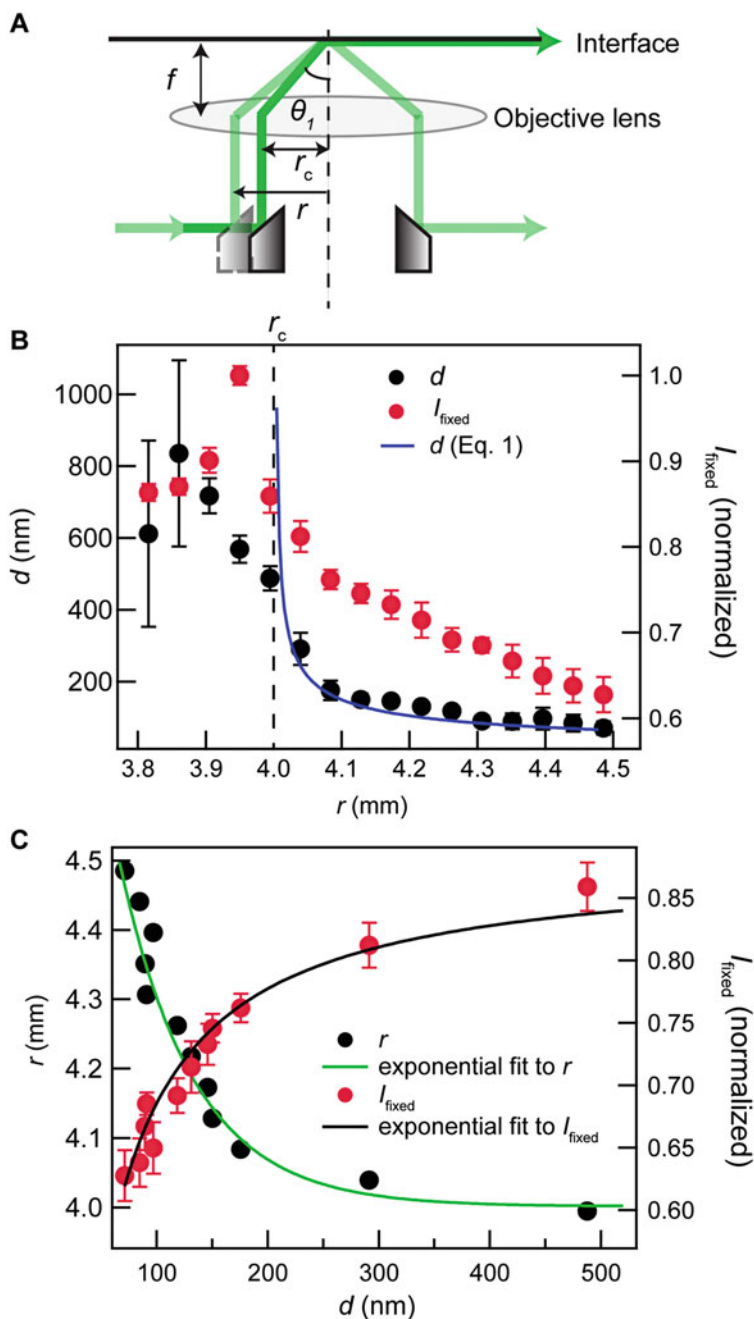 A
Interface
f
θ1
Objective lens
rc
r
B
rc
d (nm)
1000
800
600
400
200
d
Ifixed
d (Eq. 1)
1.0
0.9
0.8
0.7
0.6
Ifixed (normalized)
3.8 3.9 4.0 4.1 4.2 4.3 4.4 4.5
r (mm)
C
r (mm)
4.5
4.4
4.3
4.2
4.1
4.0
r
exponential fit to r
Ifixed
exponential fit to Ifixed
0.85
0.80
0.75
0.70
0.65
0.60
Ifixed (normalized)
100 200 300 400 500
d (nm)